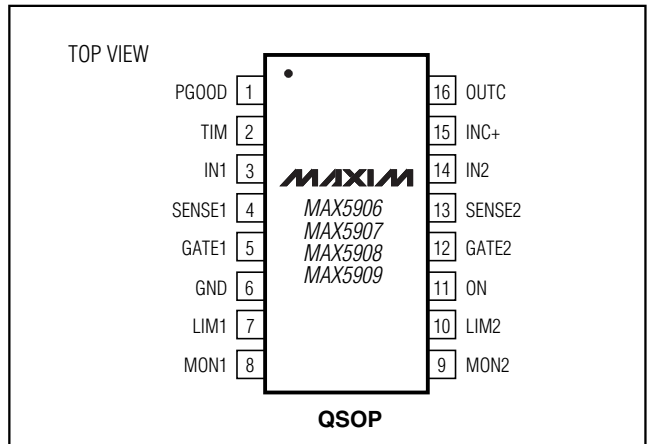 TOP VIEW
PGOOD 1
TIM 2
IN1 3
SENSE1 4
GATE1 5
GND 6
LIM1 7
MON1 8
MAXIM
MAX5906
MAX5907
MAX5908
MAX5909
16 OUTC
15 INC+
14 IN2
13 SENSE2
12 GATE2
11 ON
10 LIM2
9 MON2
QSOP